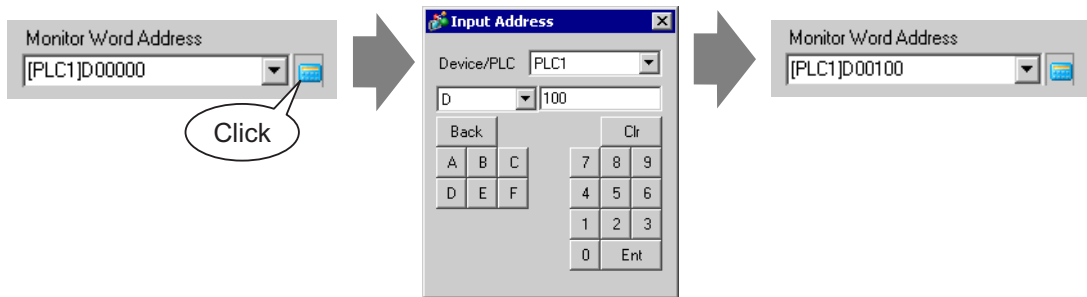 Monitor Word Address
[PLC1]D00000
Click
Input Address
Device/PLC PLC1
D 100
Back Clr
A B C 7 8 9
D E F 4 5 6
1 2 3
0 Ent
Monitor Word Address
[PLC1]D00100